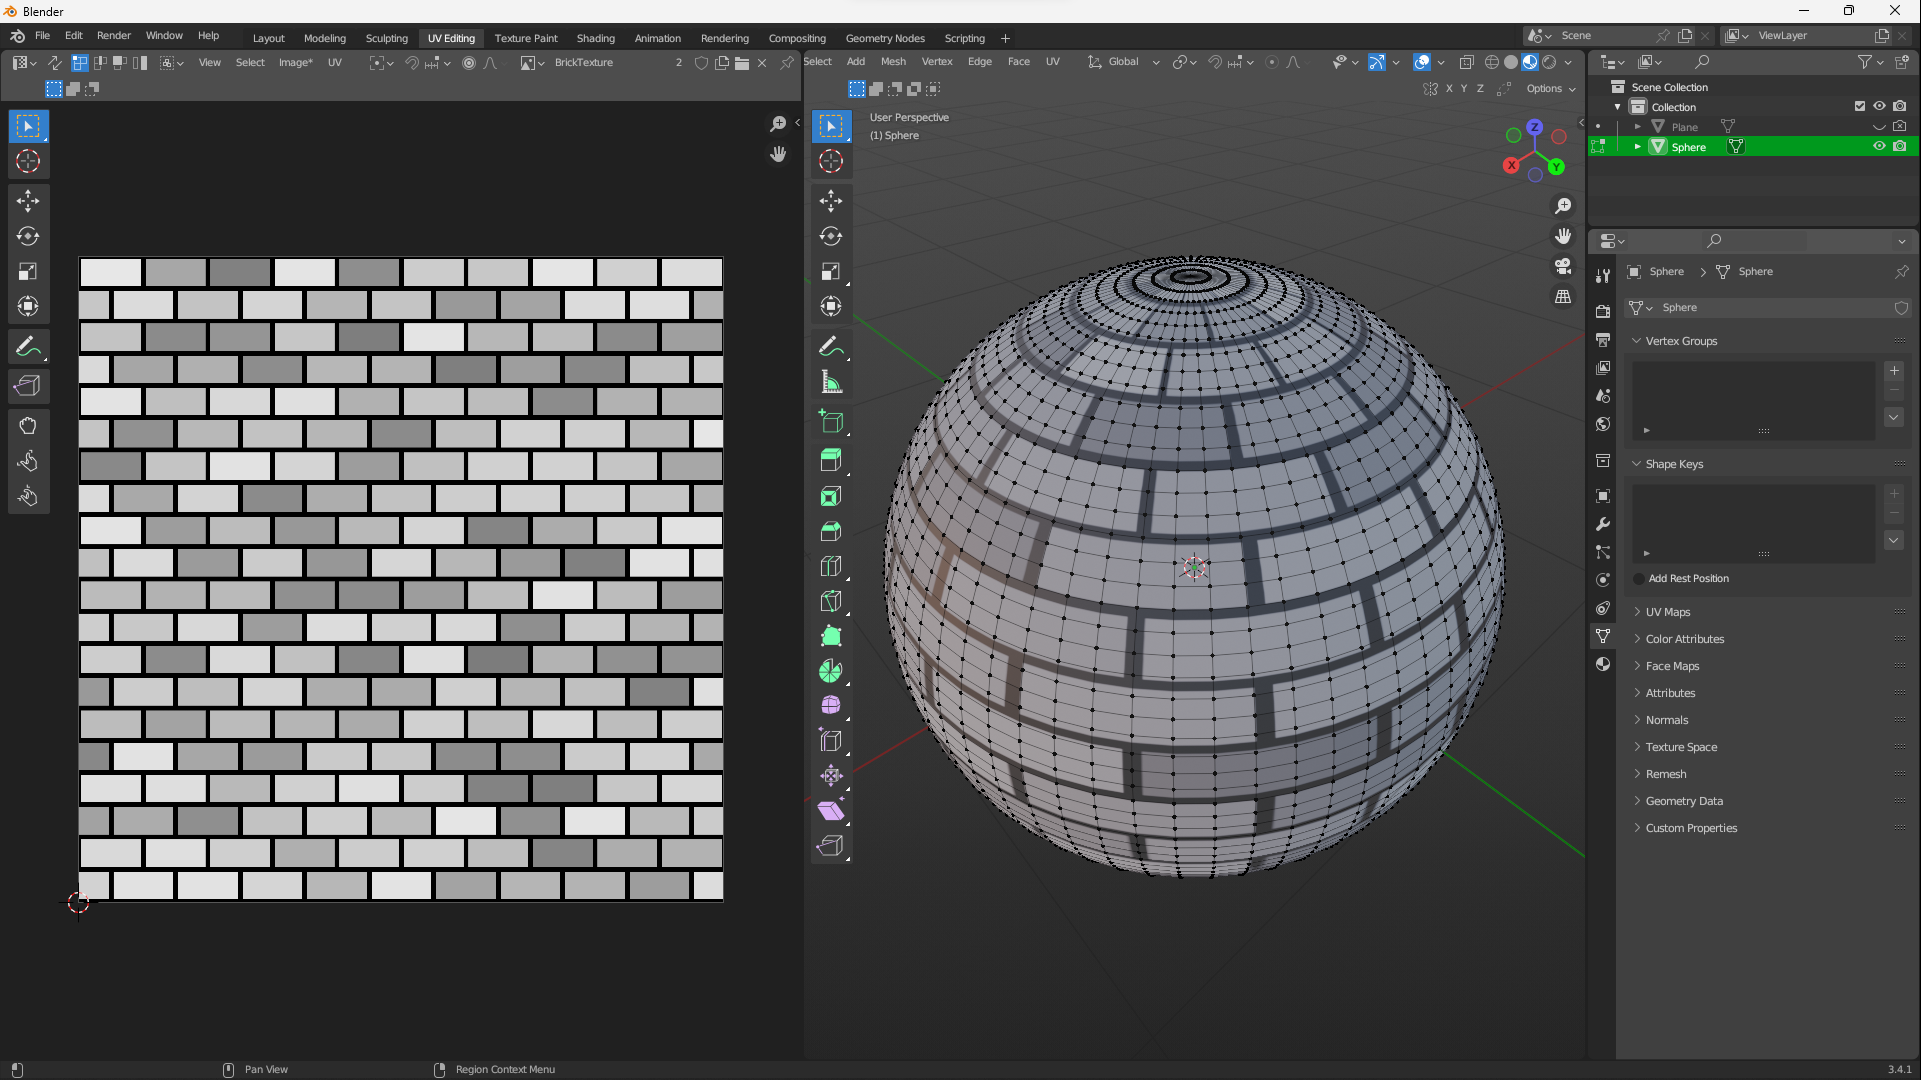 Blender
File Edit Render Window Help Layout Modeling Sculpting UV Editing Texture Paint Shading Animation Rendering Compositing Geometry Nodes Scripting + Scene ViewLayer
View Select Image* UV BrickTexture 2
Select Add Mesh Vertex Edge Face UV Global
X Y Z Options
User Perspective
(1) Sphere
Z
X
Y
Scene Collection
Collection
Plane
Sphere
Sphere > Sphere
Sphere
Vertex Groups
Shape Keys
Add Rest Position
UV Maps
Color Attributes
Face Maps
Attributes
Normals
Texture Space
Remesh
Geometry Data
Custom Properties
Pan View Region Context Menu 3.4.1